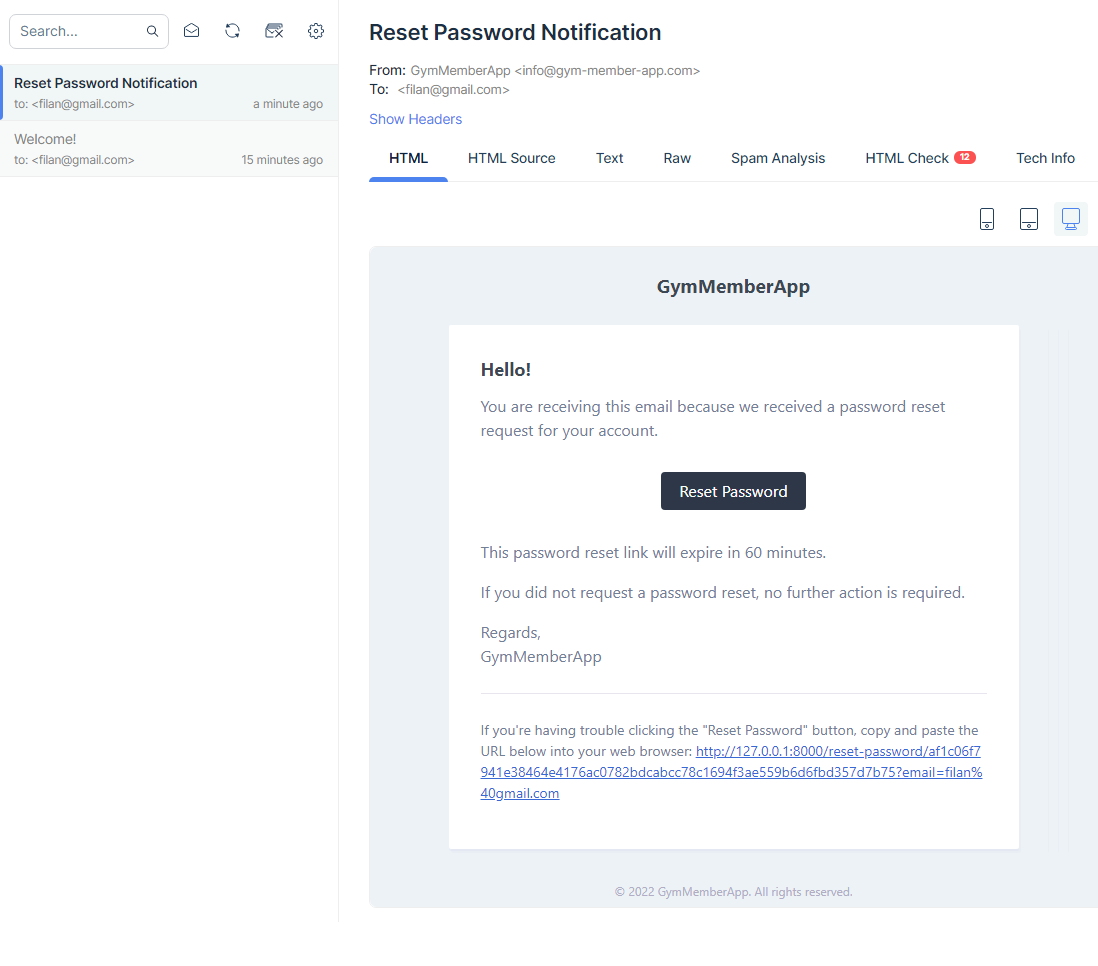 Search...
Reset Password Notification
to: <filan@gmail.com> a minute ago
Welcome!
to: <filan@gmail.com> 15 minutes ago
Reset Password Notification
From: GymMemberApp <info@gym-member-app.com>
To: <filan@gmail.com>
Show Headers
HTML HTML Source Text Raw Spam Analysis HTML Check 12 Tech Info
GymMemberApp
Hello!
You are receiving this email because we received a password reset
request for your account.
Reset Password
This password reset link will expire in 60 minutes.
If you did not request a password reset, no further action is required.
Regards,
GymMemberApp
If you're having trouble clicking the "Reset Password" button, copy and paste the
URL below into your web browser: http://127.0.0.1:8000/reset-password/af1c06f7
941e38464e4176ac0782bdcabcc78c1694f3ae559b6d6fbd357d7b75?email=filan%
40gmail.com
© 2022 GymMemberApp. All rights reserved.